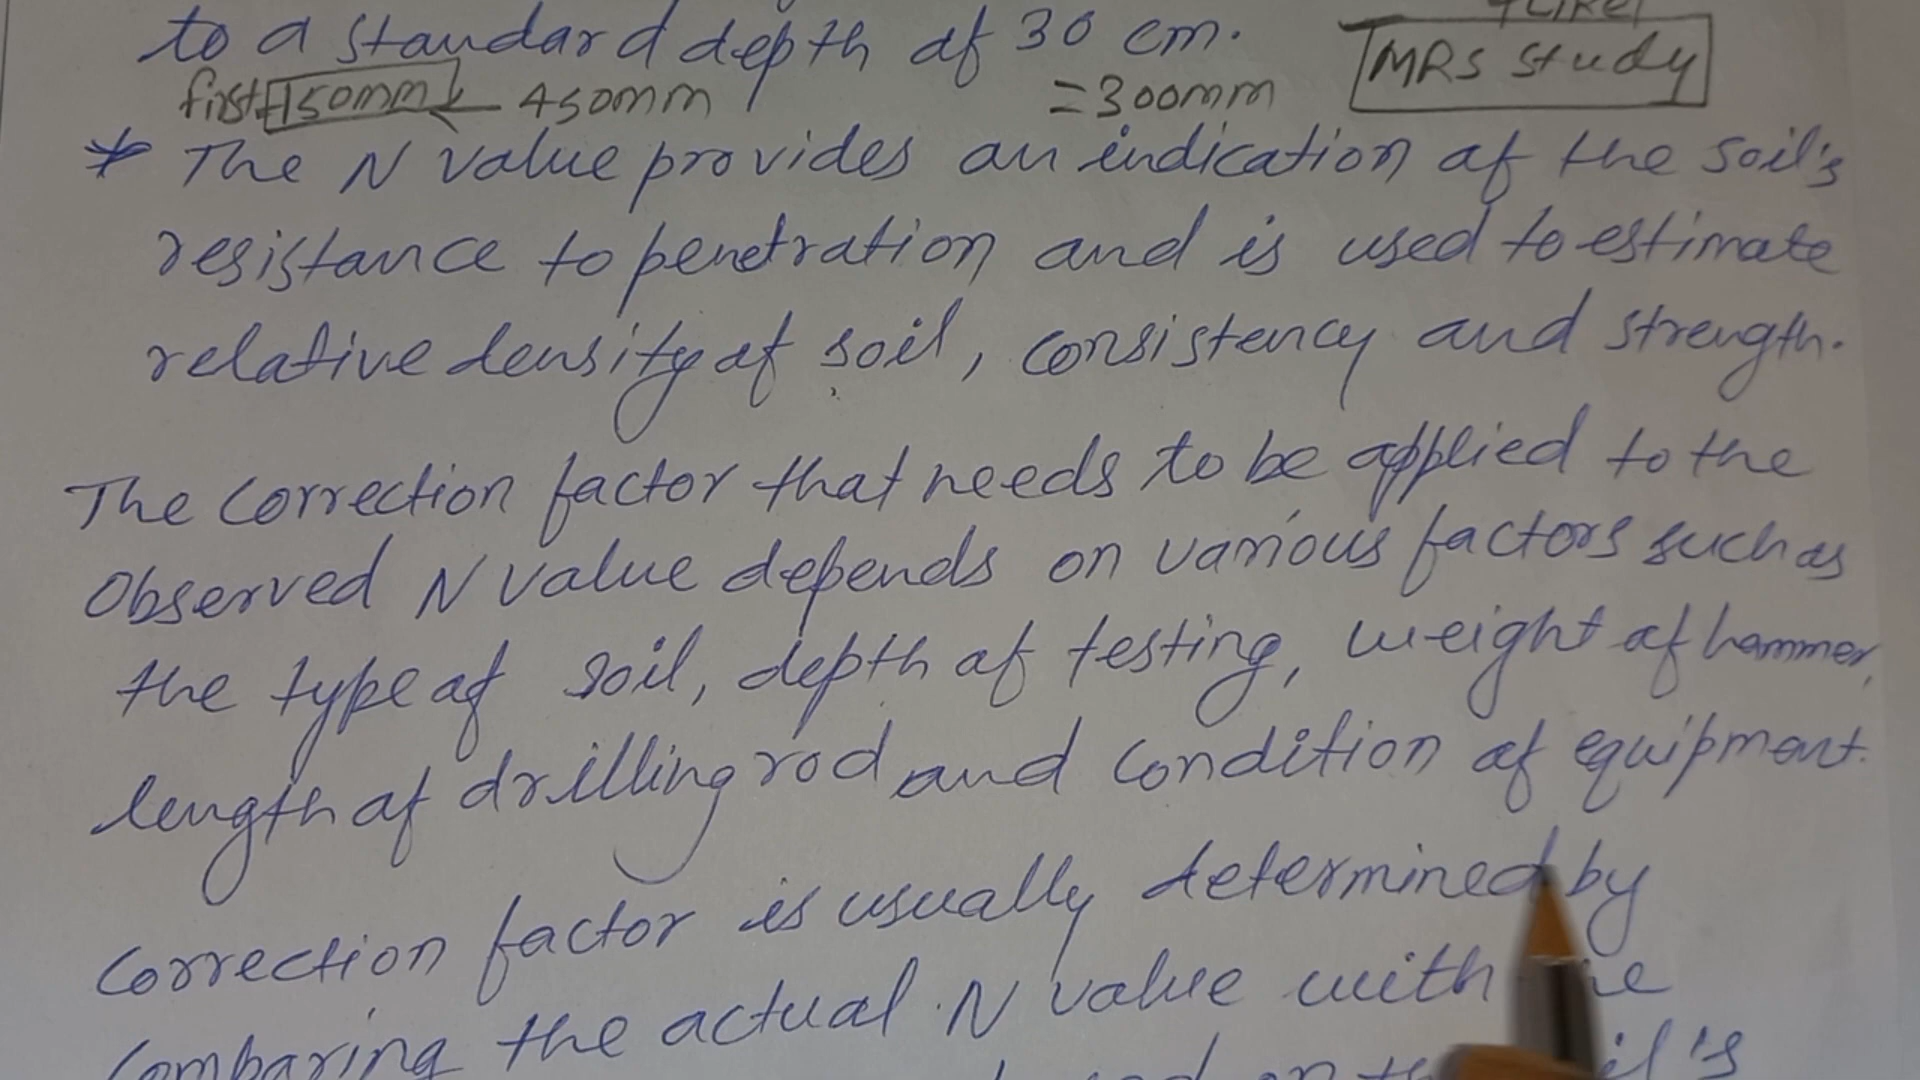 to a standard depth of 30 cm.
first 150mm 450mm = 300mm
MRS Study
* The N value provides an indication of the soil's
resistance to penetration and is used to estimate
relative density of soil, consistency and strength.
The Correction factor that needs to be applied to the
Observed N value depends on various factors such as
the type of soil, depth of testing, weight of hammer,
length of drilling rod and condition of equipment.
Correction factor is usually determined by
Comparing the actual N value with